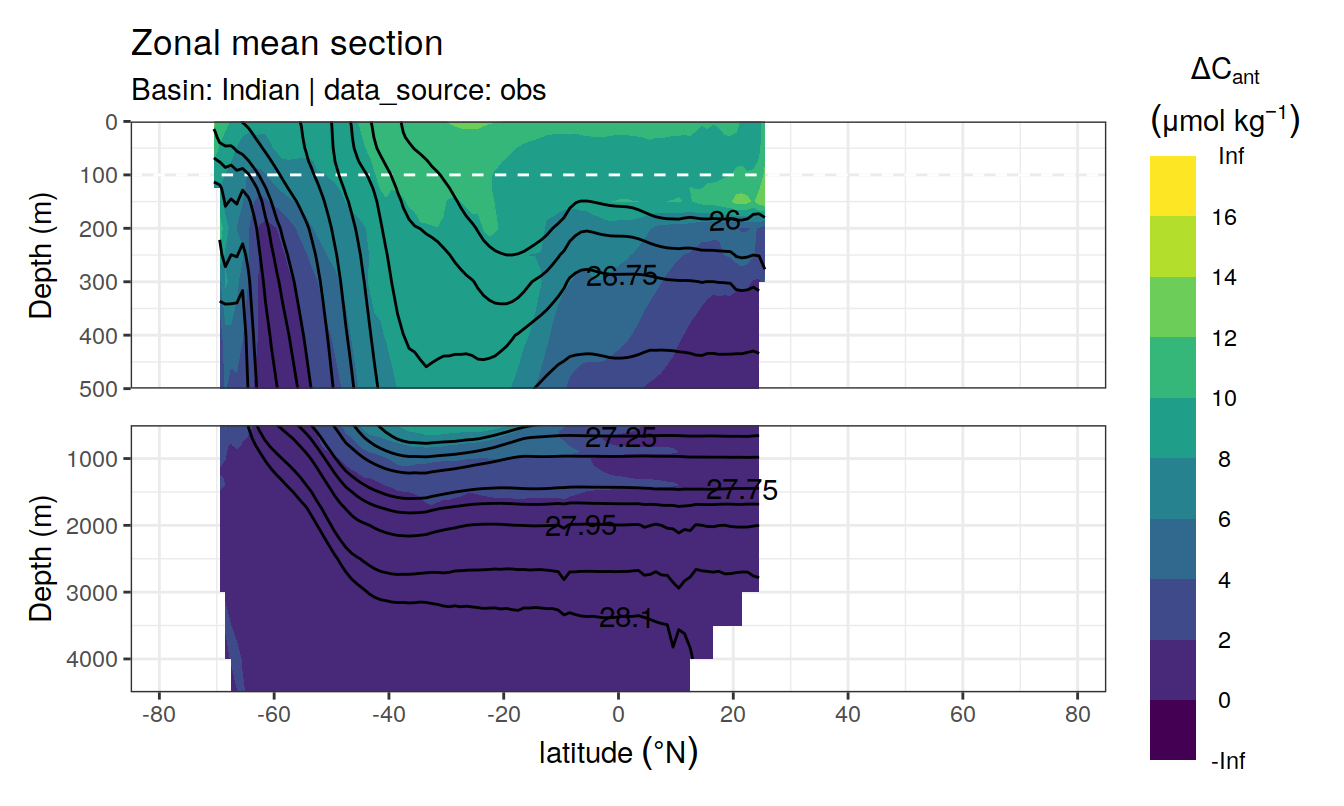 Zonal mean section
Basin: Indian | data_source: obs
ΔCant
(μmol kg−1)
Inf
16
14
12
10
8
6
4
2
0
-Inf
Depth (m)
0
100
200
300
400
500
26
26.75
Depth (m)
1000
2000
3000
4000
27.25
27.75
27.95
28.1
-80 -60 -40 -20 0 20 40 60 80
latitude (°N)